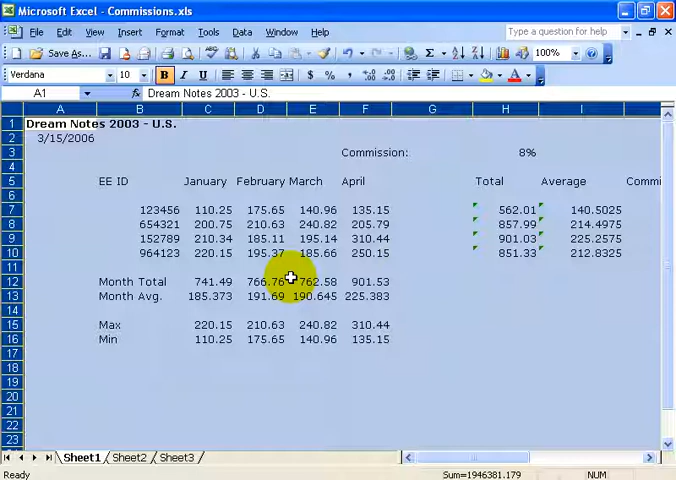 Microsoft Excel - Commissions.xls
File Edit View Insert Format Tools Data Window Help
Type a question for help
Save As... Σ 100%
Verdana 10 B I U $ %
A1 fx Dream Notes 2003 - U.S.
A B C D E F G H I
1 Dream Notes 2003 - U.S.
2 3/15/2006
3 Commission: 8%
4
5 EE ID January February March April Total Average Commi
6
7 123456 110.25 175.65 140.96 135.15 562.01 140.5025
8 654321 200.75 210.63 240.82 205.79 857.99 214.4975
9 152789 210.34 185.11 195.14 310.44 901.03 225.2575
10 964123 220.15 195.37 185.66 250.15 851.33 212.8325
11
12 Month Total 741.49 766.76 762.58 901.53
13 Month Avg. 185.373 191.69 190.645 225.383
14
15 Max 220.15 210.63 240.82 310.44
16 Min 110.25 175.65 140.96 135.15
17
18
19
20
21
22
23
Sheet1 Sheet2 Sheet3
Ready Sum=1946381.179 NUM